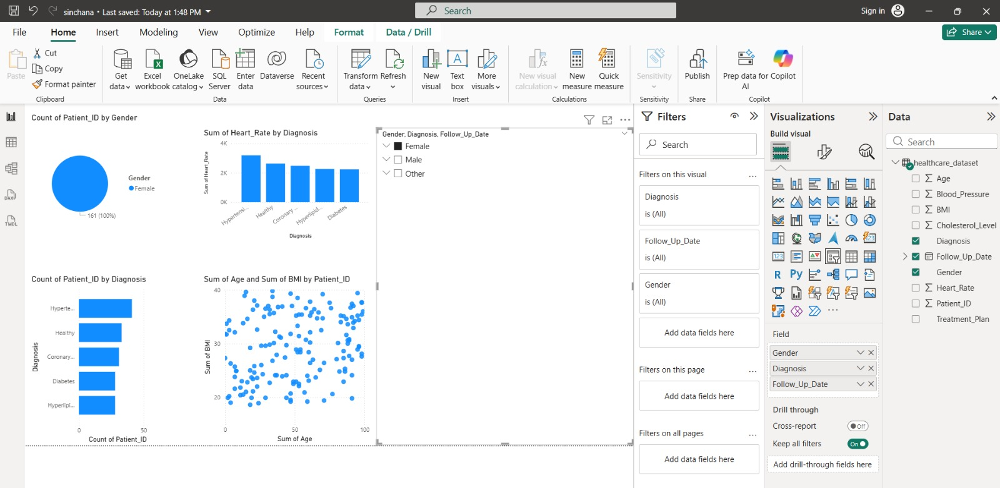 sinchana • Last saved: Today at 1:48 PM
Search
Sign in
File Home Insert Modeling View Optimize Help Format Data / Drill
Share
Paste
Cut
Copy
Format painter
Clipboard
Get data
Excel workbook
OneLake catalog
SQL Server
Enter data
Dataverse
Recent sources
Data
Transform data
Refresh
Queries
New visual
Text box
More visuals
Insert
New visual calculation
New measure
Quick measure
Calculations
Sensitivity
Sensitivity
Publish
Share
Prep data for AI
Copilot
Copilot
DAX
TMDL
Count of Patient_ID by Gender
Gender
Female
161 (100%)
Sum of Heart_Rate by Diagnosis
Sum of Heart_Rate
4K
2K
0K
Hypertensi...
Healthy
Coronary ...
Hyperlipid...
Diabetes
Diagnosis
Gender, Diagnosis, Follow_Up_Date
Female
Male
Other
Count of Patient_ID by Diagnosis
Diagnosis
Hyperte...
Healthy
Coronary...
Diabetes
Hyperlipi...
0 50
Count of Patient_ID
Sum of Age and Sum of BMI by Patient_ID
Sum of BMI
40
30
20
0 50 100
Sum of Age
Filters
Search
Filters on this visual
...
Diagnosis
is (All)
Follow_Up_Date
is (All)
Gender
is (All)
Add data fields here
Filters on this page
...
Add data fields here
Filters on all pages
...
Add data fields here
Visualizations
Build visual
123
123
R Py
...
Field
Gender
Diagnosis
Follow_Up_Date
Drill through
Cross-report
Off
Keep all filters
On
Add drill-through fields here
Data
Search
healthcare_dataset
Age
Blood_Pressure
BMI
Cholesterol_Level
Diagnosis
Follow_Up_Date
Gender
Heart_Rate
Patient_ID
Treatment_Plan